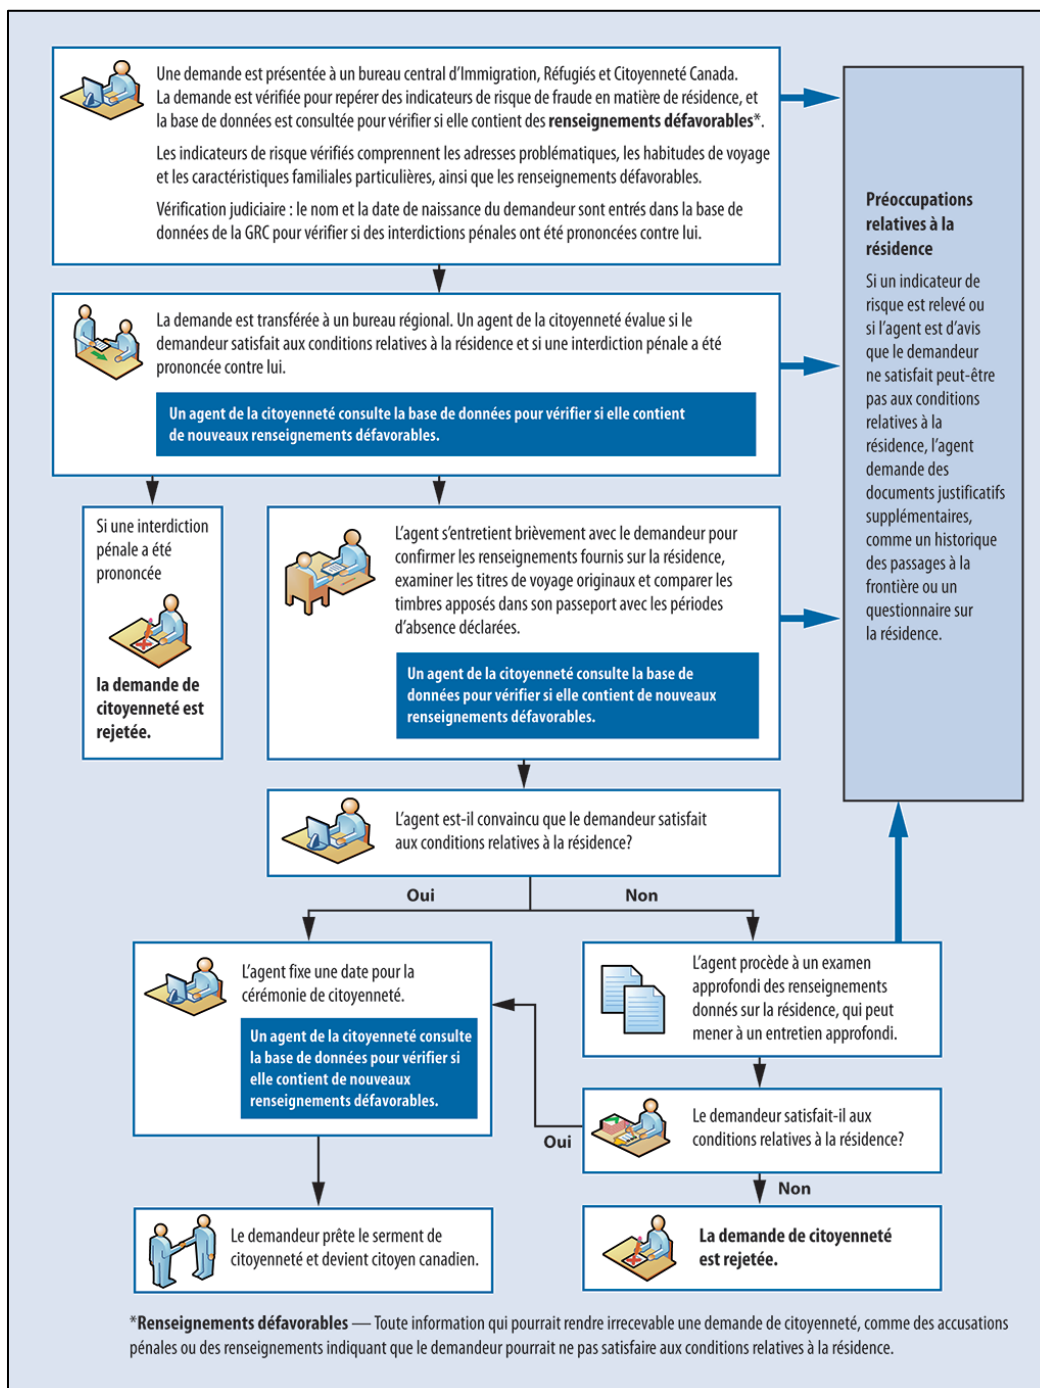 Une demande est présentée à un bureau central d'Immigration, Réfugiés et Citoyenneté Canada.
La demande est vérifiée pour repérer des indicateurs de risque de fraude en matière de résidence, et
la base de données est consultée pour vérifier si elle contient des renseignements défavorables*.
Les indicateurs de risque vérifiés comprennent les adresses problématiques, les habitudes de voyage
et les caractéristiques familiales particulières, ainsi que les renseignements défavorables.
Vérification judiciaire : le nom et la date de naissance du demandeur sont entrés dans la base de
données de la GRC pour vérifier si des interdictions pénales ont été prononcées contre lui.
Préoccupations
relatives à la
résidence
Si un indicateur de
risque est relevé ou
si l'agent est d'avis
que le demandeur
ne satisfait peut-être
pas aux conditions
relatives à la
résidence, l'agent
demande des
documents justificatifs
supplémentaires,
comme un historique
des passages à la
frontière ou un
questionnaire sur
la résidence.
La demande est transférée à un bureau régional. Un agent de la citoyenneté évalue si le
demandeur satisfait aux conditions relatives à la résidence et si une interdiction pénale a été
prononcée contre lui.
Un agent de la citoyenneté consulte la base de données pour vérifier si elle contient
de nouveaux renseignements défavorables.
Si une interdiction
pénale a été
prononcée
la demande de
citoyenneté est
rejetée.
L'agent s'entretient brièvement avec le demandeur pour
confirmer les renseignements fournis sur la résidence,
examiner les titres de voyage originaux et comparer les
timbres apposés dans son passeport avec les périodes
d'absence déclarées.
Un agent de la citoyenneté consulte la base de
données pour vérifier si elle contient de nouveaux
renseignements défavorables.
L'agent est-il convaincu que le demandeur satisfait
aux conditions relatives à la résidence?
Oui
Non
L'agent fixe une date pour la
cérémonie de citoyenneté.
Un agent de la citoyenneté consulte
la base de données pour vérifier si
elle contient de nouveaux
renseignements défavorables.
L'agent procède à un examen
approfondi des renseignements
donnés sur la résidence, qui peut
mener à un entretien approfondi.
Le demandeur satisfait-il aux
conditions relatives à la résidence?
Oui
Non
Le demandeur prête le serment de
citoyenneté et devient citoyen canadien.
La demande de citoyenneté
est rejetée.
*Renseignements défavorables — Toute information qui pourrait rendre irrecevable une demande de citoyenneté, comme des accusations
pénales ou des renseignements indiquant que le demandeur pourrait ne pas satisfaire aux conditions relatives à la résidence.